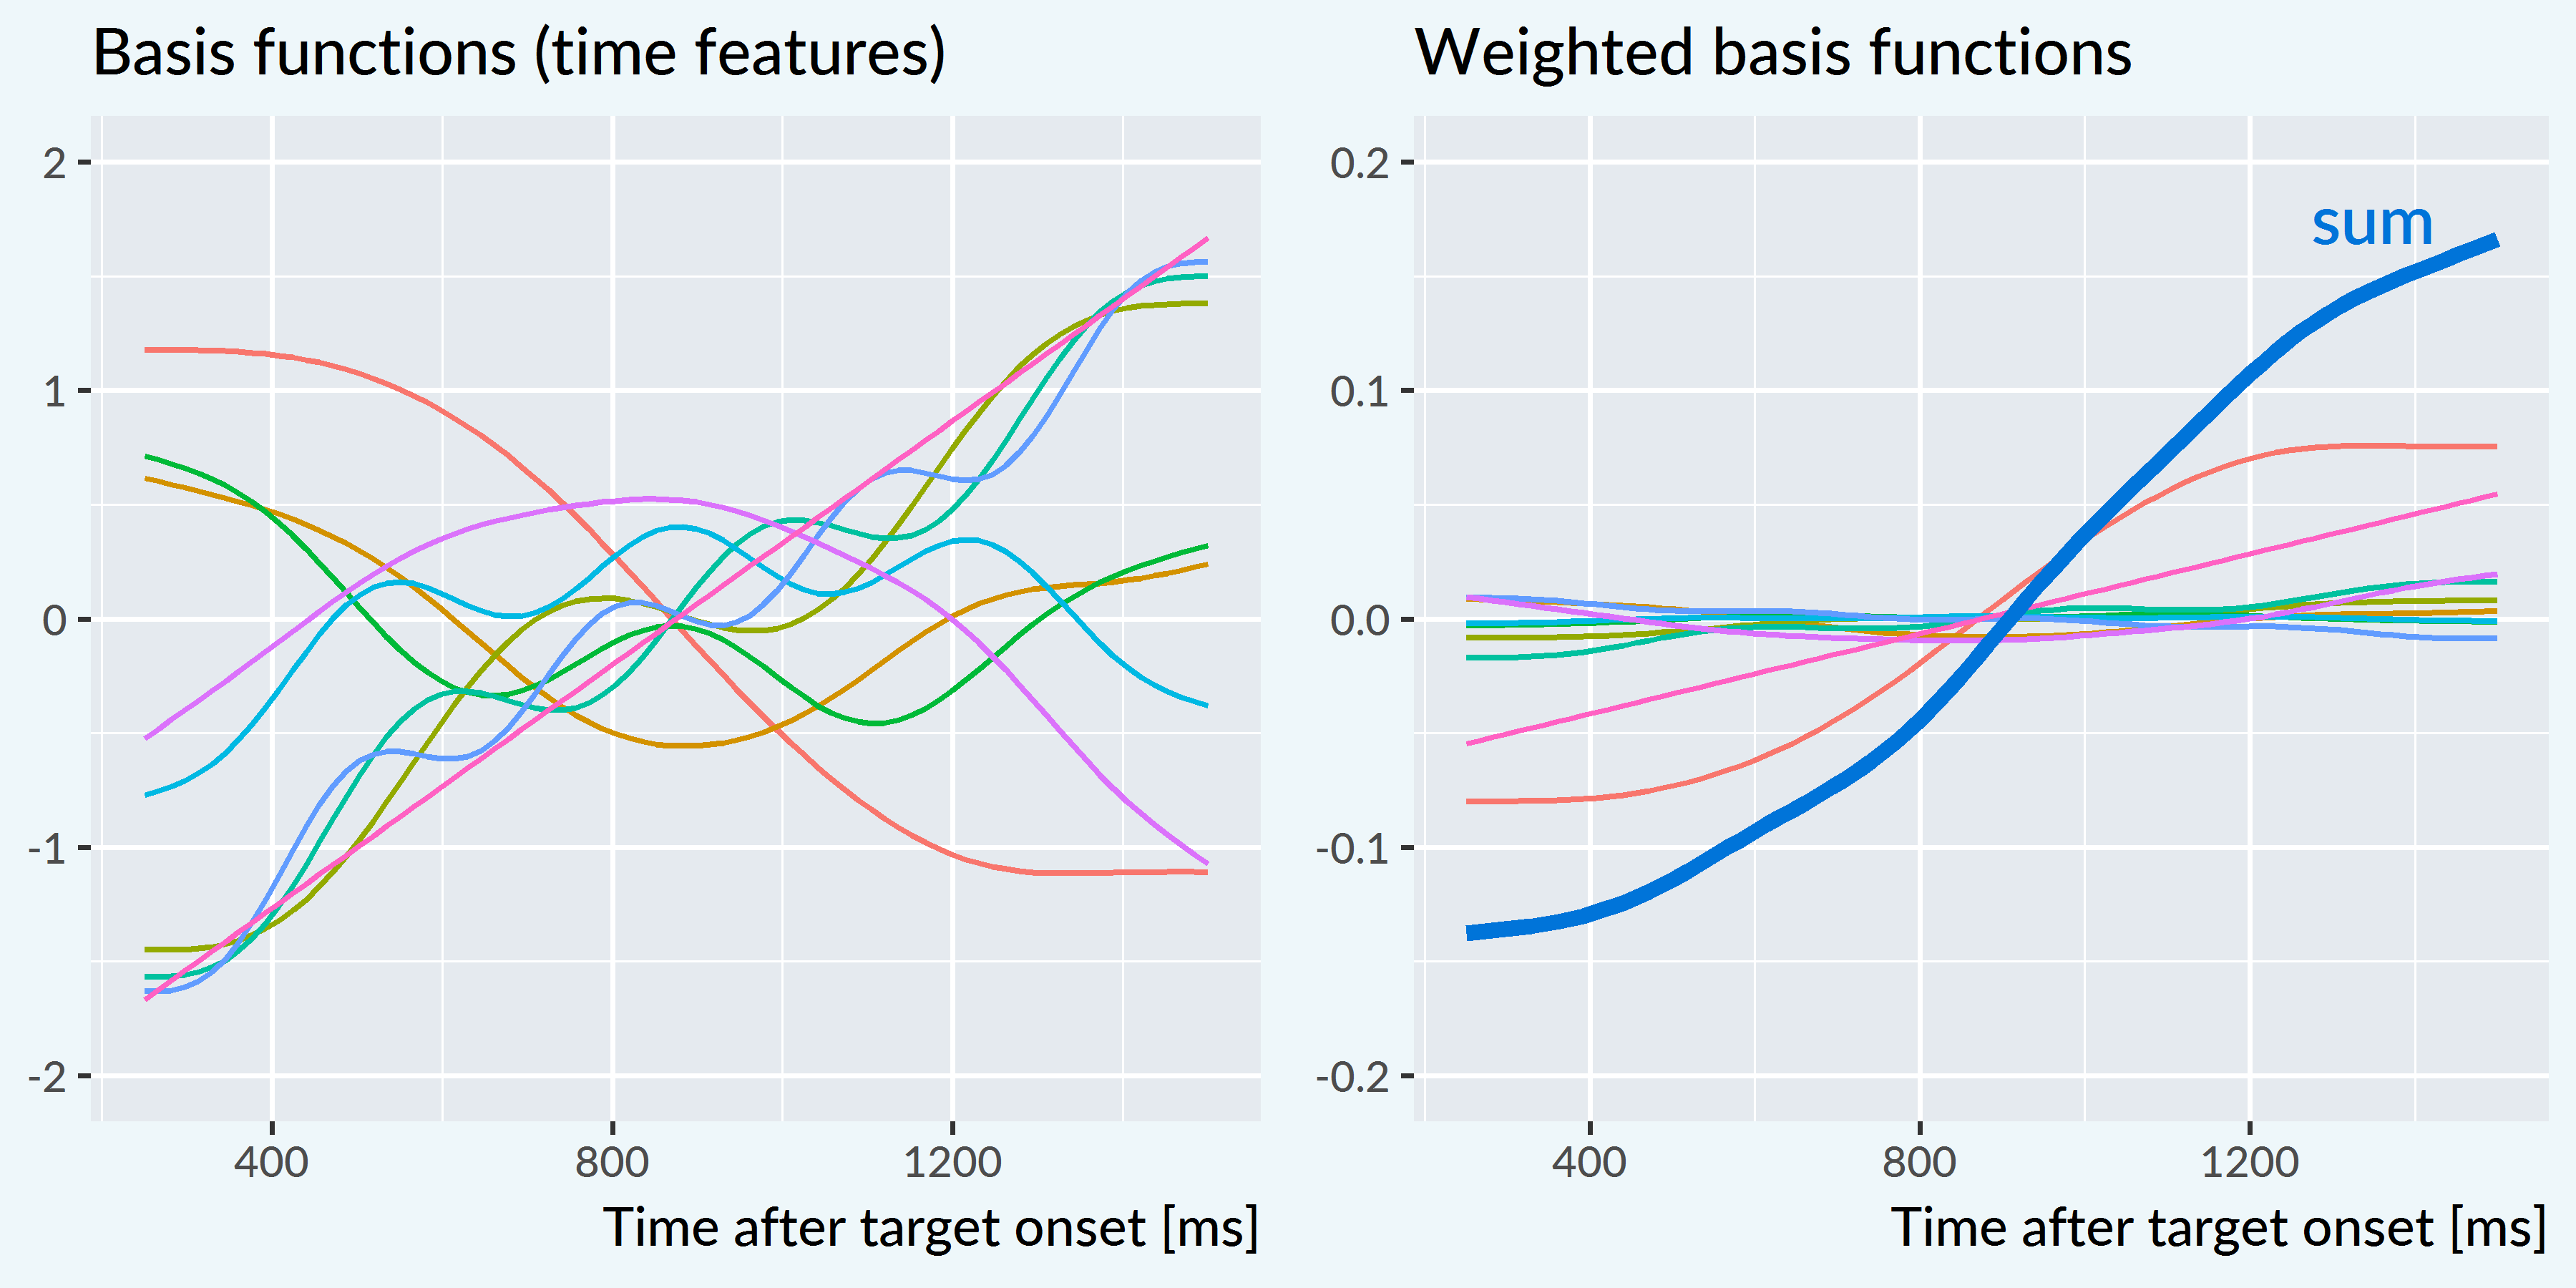 Basis functions (time features)
2
1
0
-1
-2
400 800 1200
Time after target onset [ms]
Weighted basis functions
sum
0.2
0.1
0.0
-0.1
-0.2
400 800 1200
Time after target onset [ms]